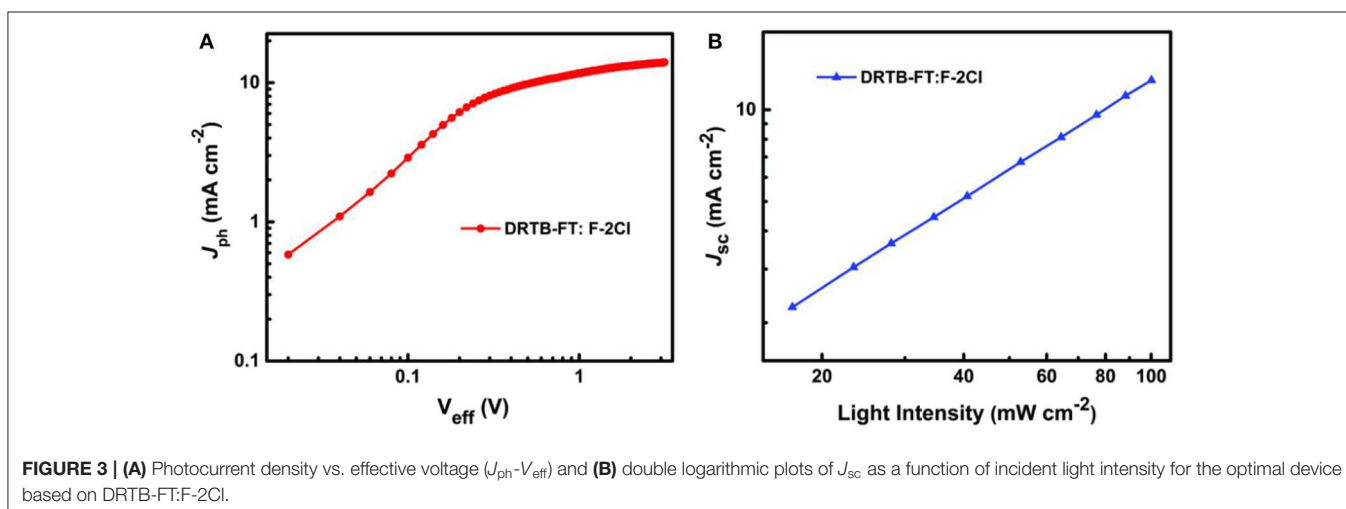 A
B
10
1
0.1
0.1
1
J_ph (mA cm⁻²)
V_eff (V)
DRTB-FT: F-2Cl
10
20
40
60
80
100
J_sc (mA cm⁻²)
Light Intensity (mW cm⁻²)
DRTB-FT:F-2Cl
FIGURE 3 | (A) Photocurrent density vs. effective voltage (J_ph-V_eff) and (B) double logarithmic plots of J_sc as a function of incident light intensity for the optimal device
based on DRTB-FT:F-2Cl.